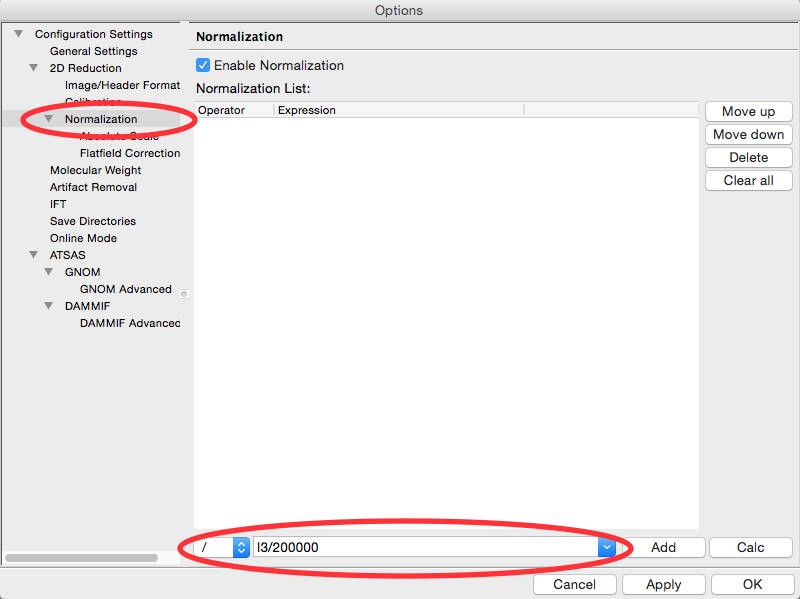 Options
Configuration Settings
General Settings
2D Reduction
Image/Header Format
Calibration
Normalization
Absolute Scale
Flatfield Correction
Molecular Weight
Artifact Removal
IFT
Save Directories
Online Mode
ATSAS
GNOM
GNOM Advanced
DAMMIF
DAMMIF Advanced
Normalization
Enable Normalization
Normalization List:
Operator Expression
Move up
Move down
Delete
Clear all
/ I3/200000 Add Calc
Cancel Apply OK